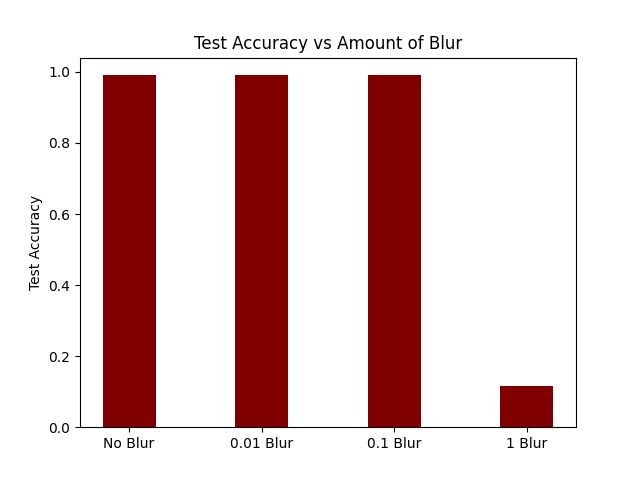 Test Accuracy vs Amount of Blur
1.0
0.8
0.6
0.4
0.2
0.0
Test Accuracy
No Blur
0.01 Blur
0.1 Blur
1 Blur